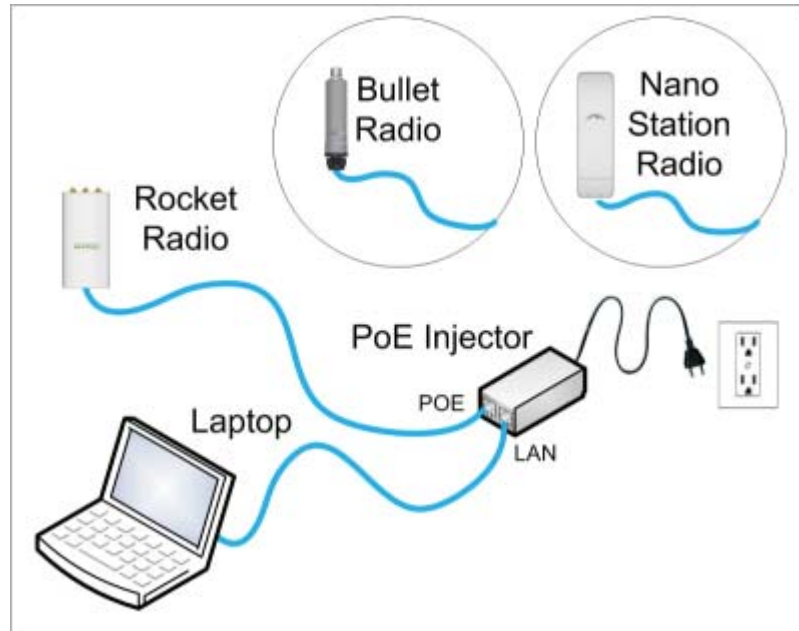 Bullet
Radio
Nano
Station
Radio
Rocket
Radio
PoE Injector
POE
LAN
Laptop